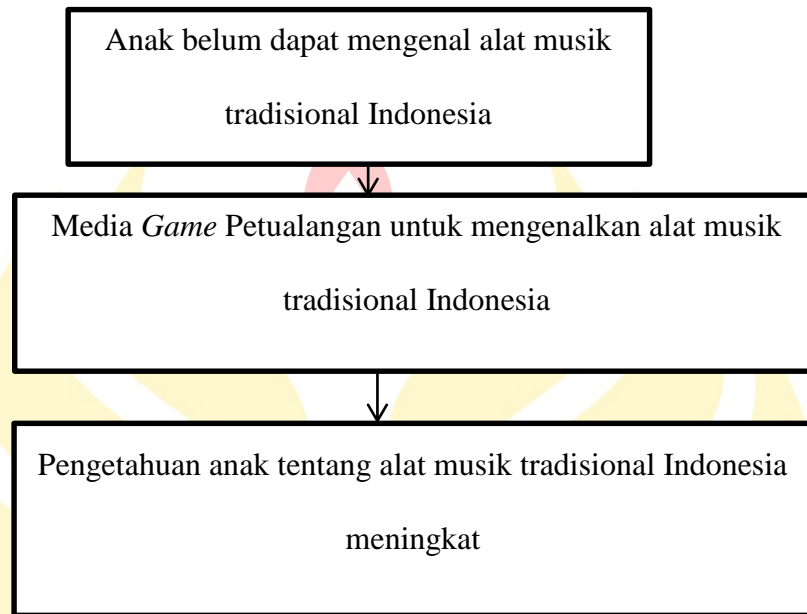 Anak belum dapat mengenal alat musik
tradisional Indonesia
Media Game Petualangan untuk mengenalkan alat musik
tradisional Indonesia
Pengetahuan anak tentang alat musik tradisional Indonesia
meningkat